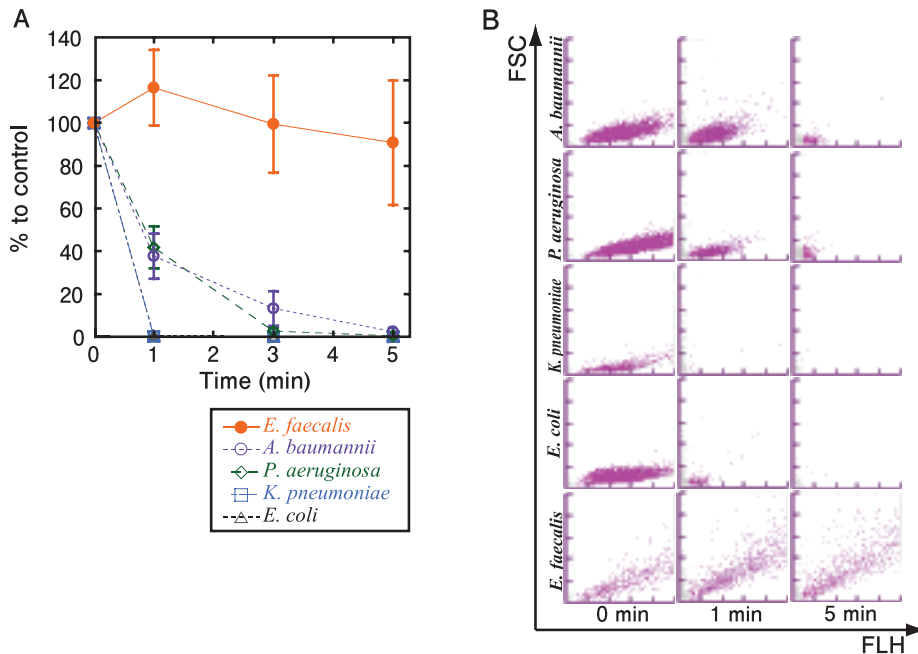 A
140
120
100
80
60
40
20
0
% to control
0 1 2 3 4 5
Time (min)
E. faecalis
A. baumannii
P. aeruginosa
K. pneumoniae
E. coli
B
FSC
A. baumannii
P. aeruginosa
K. pneumoniae
E. coli
E. faecalis
0 min 1 min 5 min
FLH